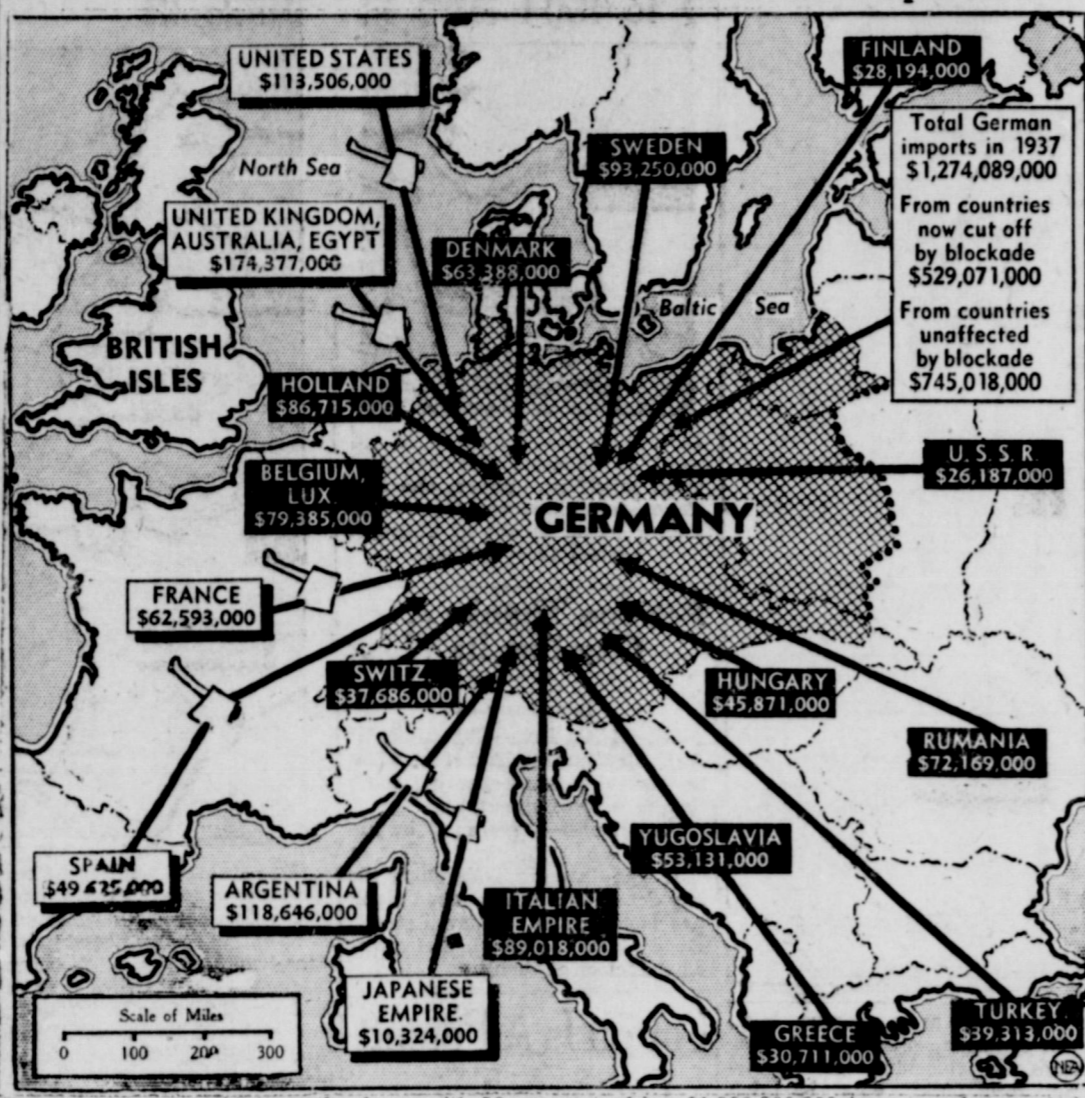 UNITED STATES
$113,506,000
FINLAND
$28,194,000
Total German
imports in 1937
$1,274,089,000
From countries
now cut off
by blockade
$529,071,000
From countries
unaffected
by blockade
$745,018,000
SWEDEN
$93,250,000
North Sea
UNITED KINGDOM,
AUSTRALIA, EGYPT
$174,377,000
DENMARK
$63,388,000
Baltic Sea
BRITISH
ISLES
HOLLAND
$86,715,000
BELGIUM,
LUX.
$79,385,000
U. S. S. R.
$26,187,000
GERMANY
FRANCE
$62,593,000
SWITZ.
$37,686,000
HUNGARY
$45,871,000
RUMANIA
$72,169,000
YUGOSLAVIA
$53,131,000
SPAIN
$49,625,000
ARGENTINA
$118,646,000
ITALIAN
EMPIRE
$89,018,000
JAPANESE
EMPIRE.
$10,324,000
GREECE
$30,711,000
TURKEY.
$39,313,000
Scale of Miles
0 100 200 300
NEA